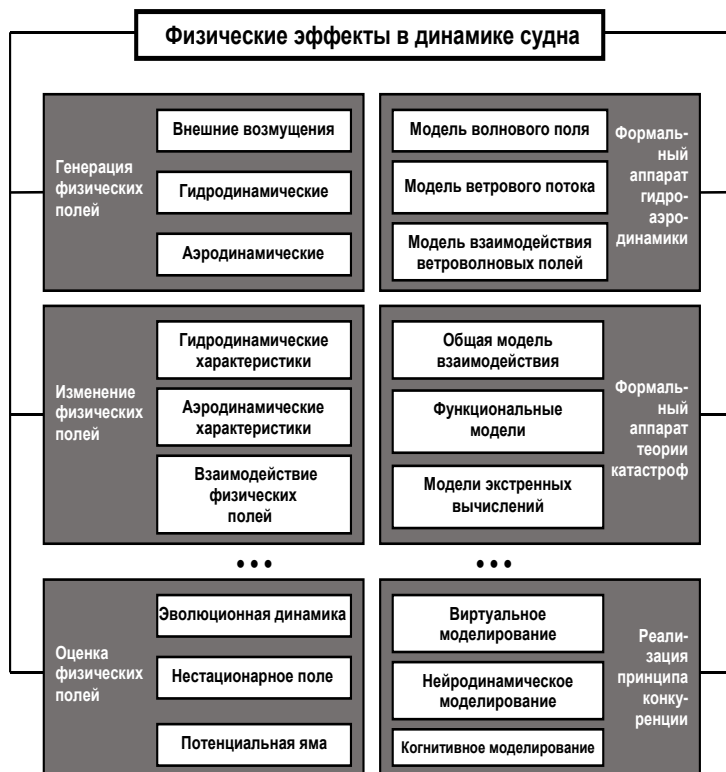 Физические эффекты в динамике судна
Генерация
физических
полей
Внешние возмущения
Гидродинамические
Аэродинамические
Модель волнового поля
Модель ветрового потока
Модель взаимодействия
ветроволновых полей
Формаль-
ный
аппарат
гидро-
аэро-
динамики
Изменение
физических
полей
Гидродинамические
характеристики
Аэродинамические
характеристики
Взаимодействие
физических
полей
Общая модель
взаимодействия
Функциональные
модели
Модели экстренных
вычислений
Формаль-
ный
аппарат
теории
катастроф
• • •
• • •
Оценка
физических
полей
Эволюционная динамика
Нестационарное поле
Потенциальная яма
Виртуальное
моделирование
Нейродинамическое
моделирование
Когнитивное моделирование
Реали-
зация
принципа
конку-
ренции